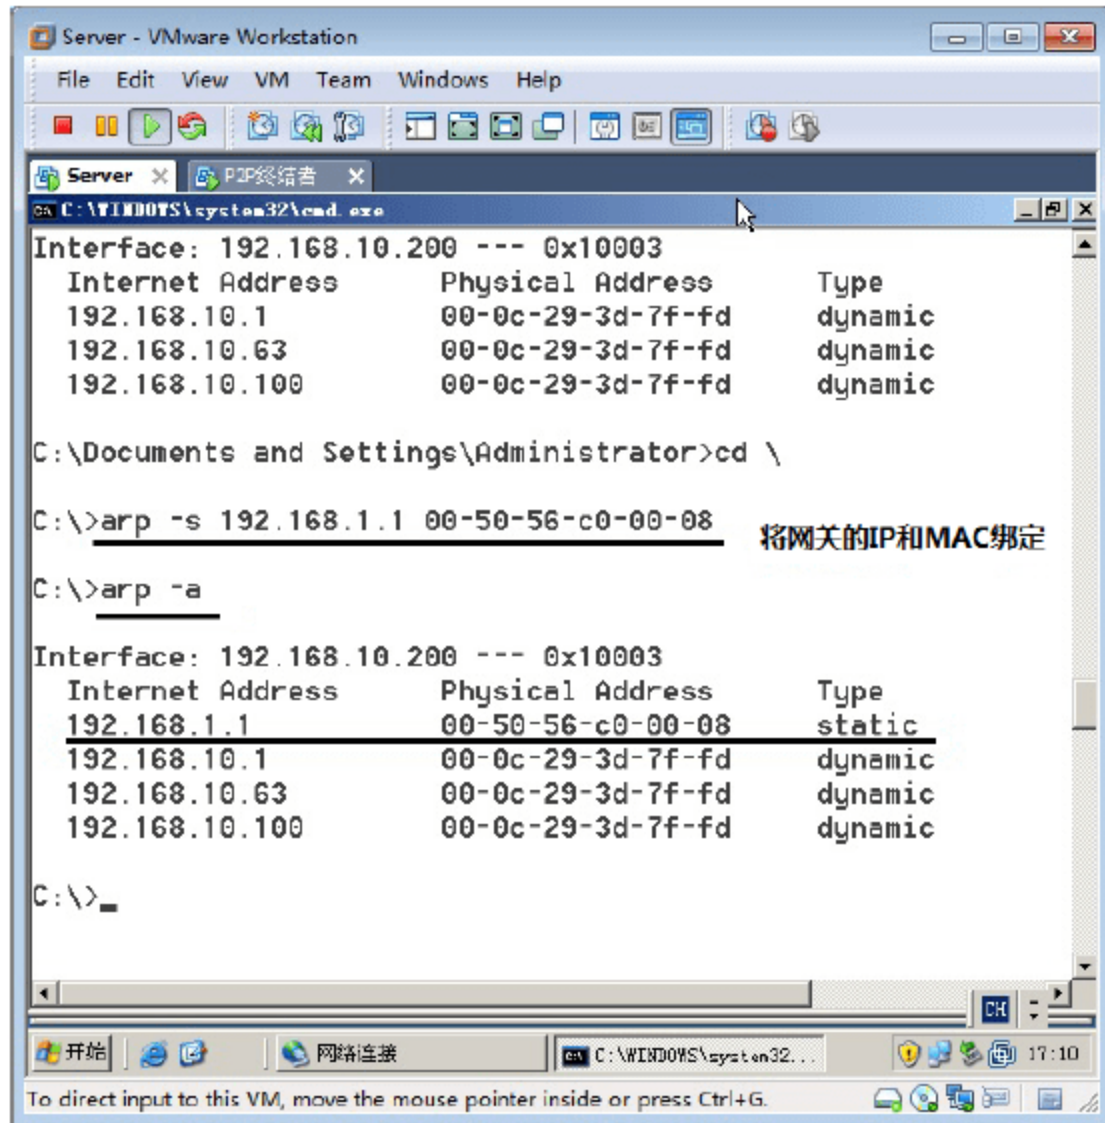 Server - VMware Workstation
File Edit View VM Team Windows Help
Server P2P终结者
C:\WINDOWS\system32\cmd.exe
Interface: 192.168.10.200 --- 0x10003
Internet Address Physical Address Type
192.168.10.1 00-0c-29-3d-7f-fd dynamic
192.168.10.63 00-0c-29-3d-7f-fd dynamic
192.168.10.100 00-0c-29-3d-7f-fd dynamic
C:\Documents and Settings\Administrator>cd \
C:\>arp -s 192.168.1.1 00-50-56-c0-00-08
将网关的IP和MAC绑定
C:\>arp -a
Interface: 192.168.10.200 --- 0x10003
Internet Address Physical Address Type
192.168.1.1 00-50-56-c0-00-08 static
192.168.10.1 00-0c-29-3d-7f-fd dynamic
192.168.10.63 00-0c-29-3d-7f-fd dynamic
192.168.10.100 00-0c-29-3d-7f-fd dynamic
C:\>_
CH
开始 网络连接 C:\WINDOWS\system32... 17:10
To direct input to this VM, move the mouse pointer inside or press Ctrl+G.